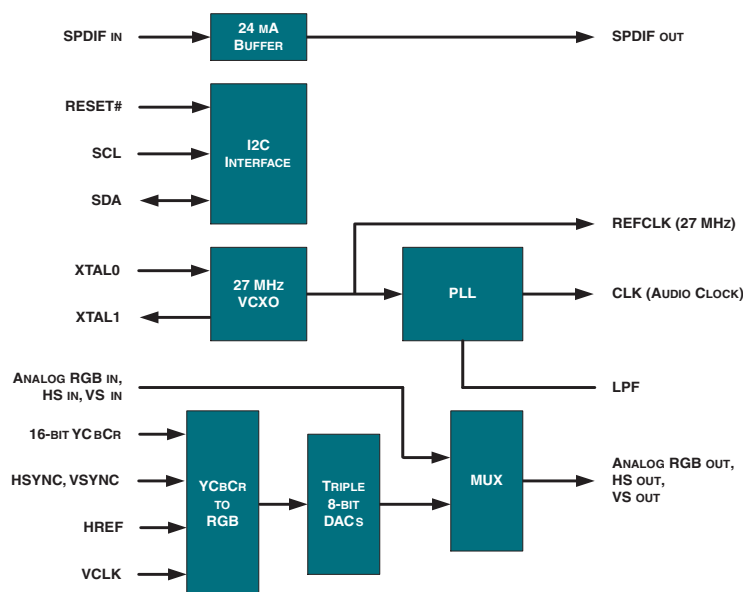 SPDIF IN
24 MA
BUFFER
SPDIF OUT
RESET#
SCL
SDA
I2C
INTERFACE
REFCLK (27 MHZ)
XTAL0
XTAL1
27 MHZ
VCXO
PLL
CLK (AUDIO CLOCK)
LPF
ANALOG RGB IN,
HS IN, VS IN
16-BIT YCBCR
HSYNC, VSYNC
HREF
VCLK
YCBCR
TO
RGB
TRIPLE
8-BIT
DACS
MUX
ANALOG RGB OUT,
HS OUT,
VS OUT